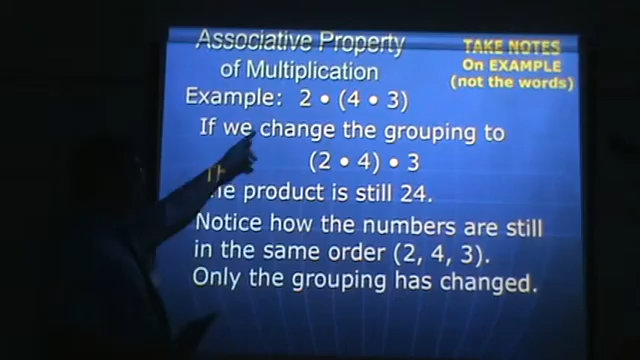 Associative Property
of Multiplication
TAKE NOTES
On EXAMPLE
(not the words)
Example: 2 • (4 • 3)
If we change the grouping to
(2 • 4) • 3
product is still 24.
Notice how the numbers are still
in the same order (2, 4, 3).
Only the grouping has changed.